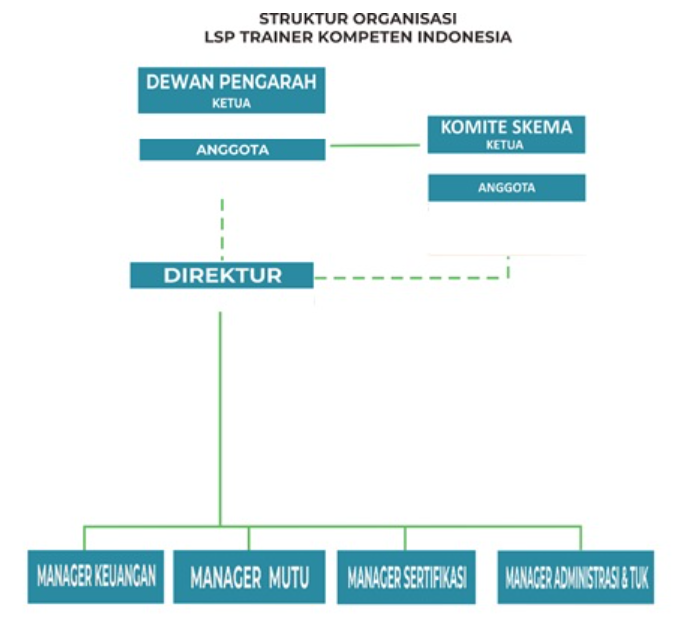 STRUKTUR ORGANISASI
LSP TRAINER KOMPETEN INDONESIA
DEWAN PENGARAH
KETUA
ANGGOTA
KOMITE SKEMA
KETUA
ANGGOTA
DIREKTUR
MANAGER KEUANGAN
MANAGER MUTU
MANAGER SERTIFIKASI
MANAGER ADMINISTRASI & TUK